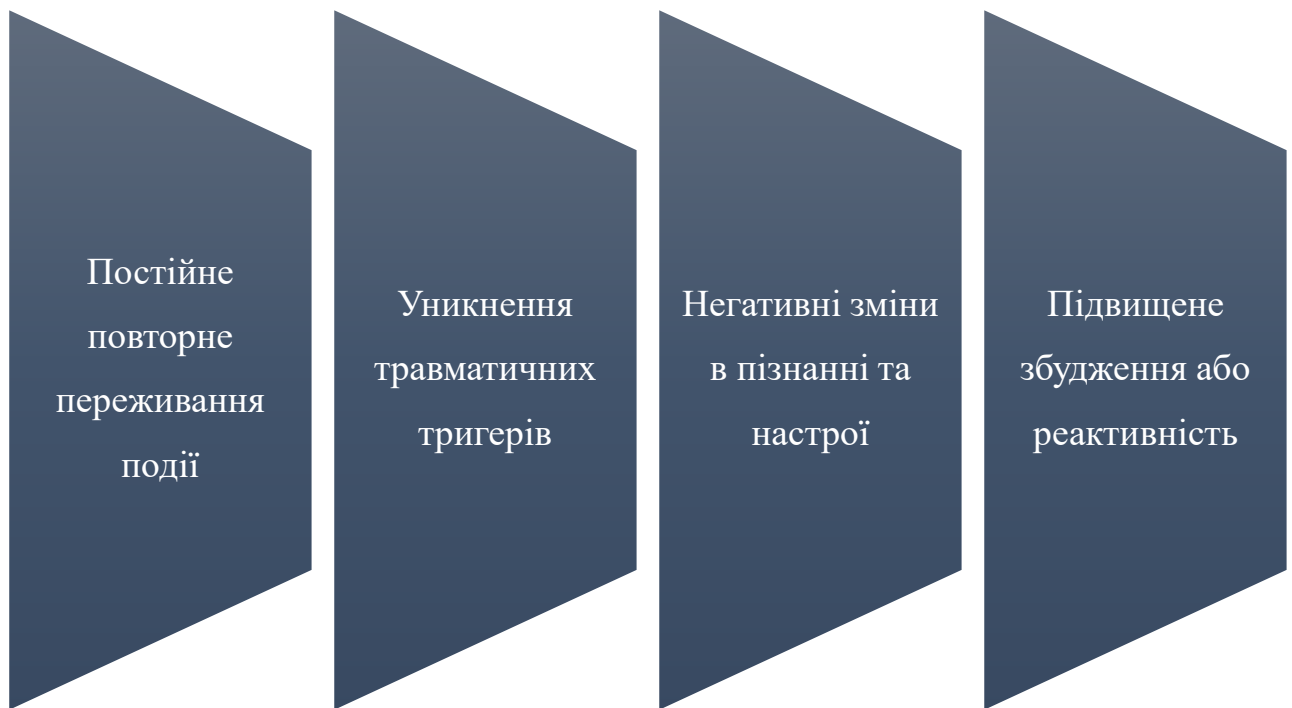 Постійне
повторне
переживання
події
Уникнення
травматичних
тригерів
Негативні зміни
в пізнанні та
настрої
Підвищене
збудження або
реактивність